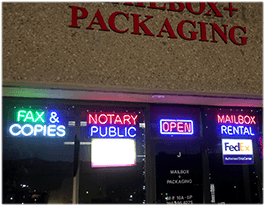 MAILBOX+
PACKAGING
FAX &
COPIES
NOTARY
PUBLIC
OPEN
MAILBOX
RENTAL
FedEx
J
MAILBOX
&
PACKAGING